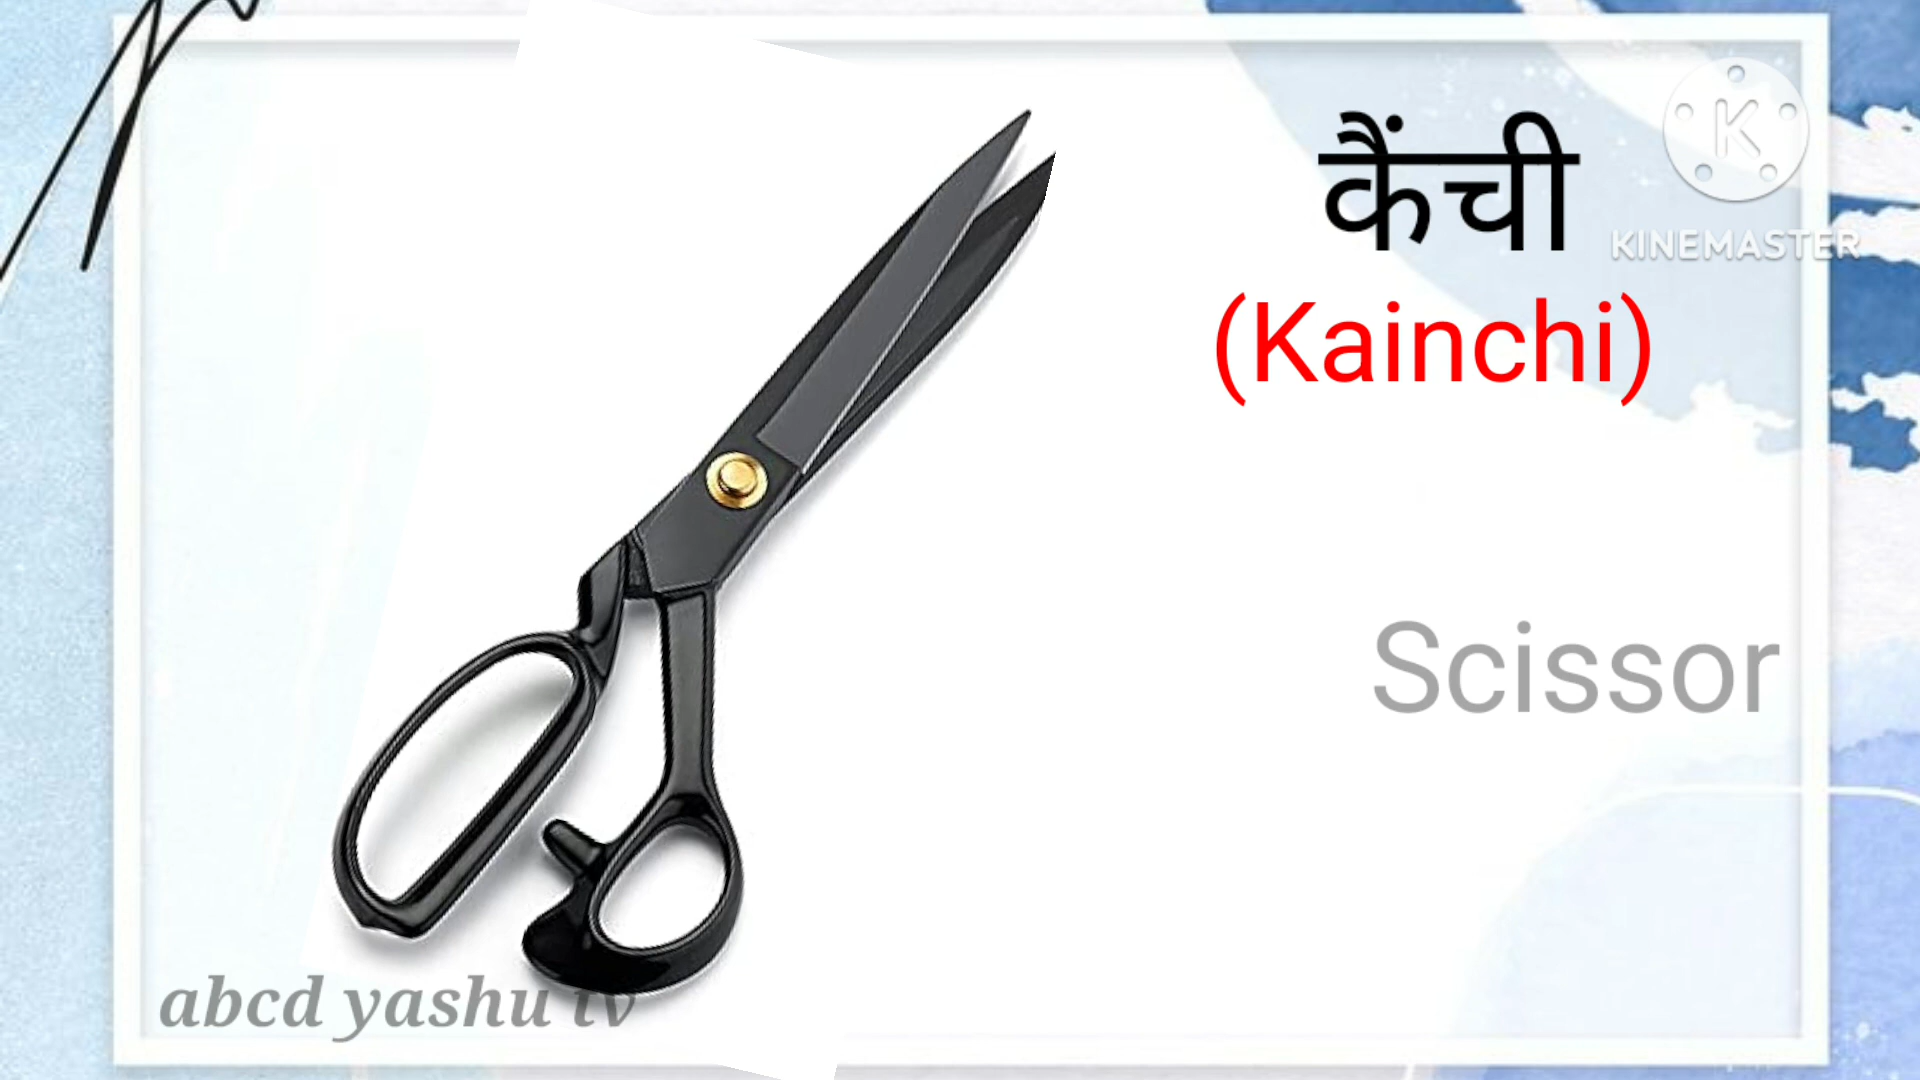 कैंची
K
KINEMASTER
(Kainchi)
Scissor
abcd yashu tv